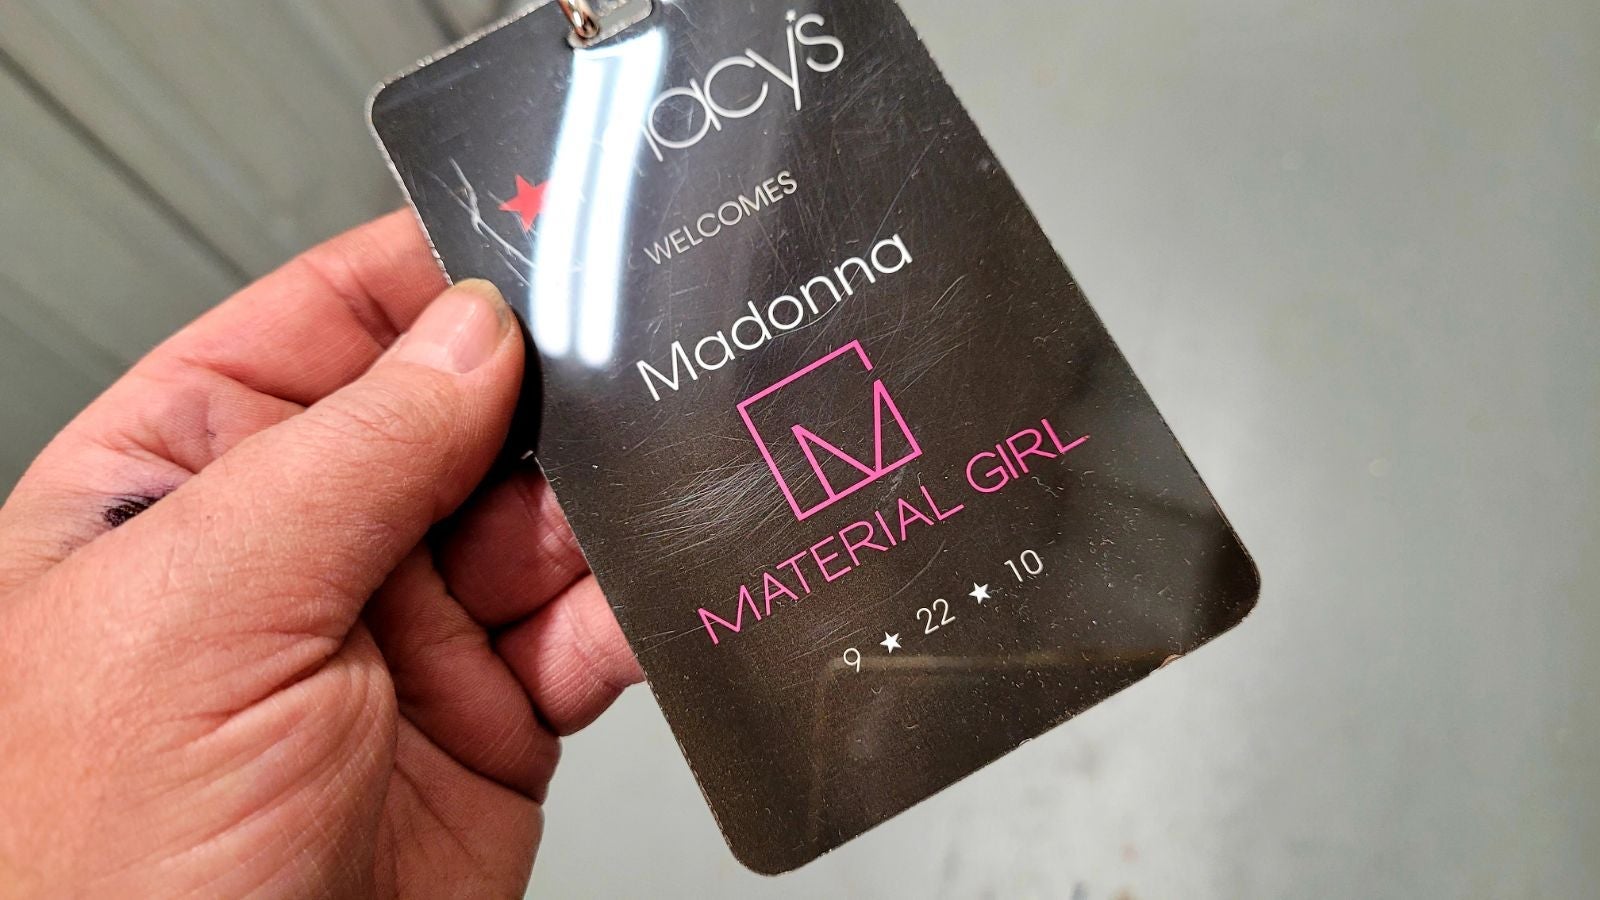 macy's
WELCOMES
Madonna
M
MATERIAL GIRL
9 ★ 22 ★ 10